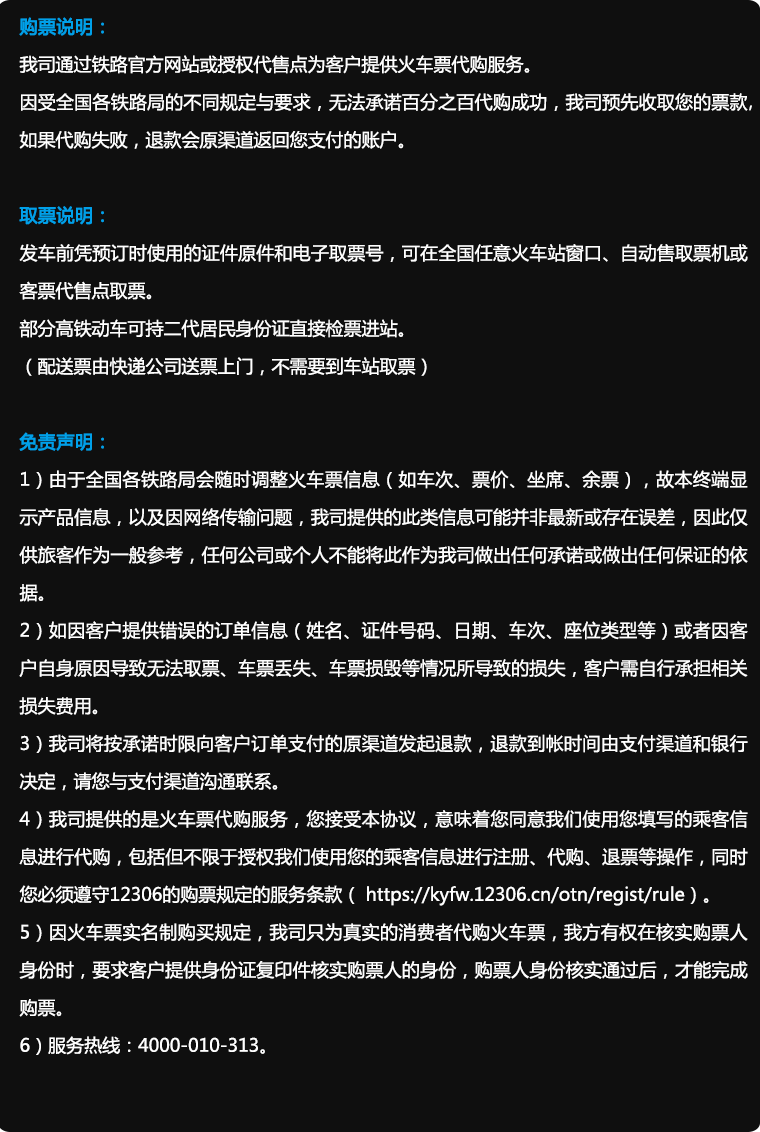 购票说明：
我司通过铁路官方网站或授权代售点为客户提供火车票代购服务。
因受全国各铁路局的不同规定与要求，无法承诺百分之百代购成功，我司预先收取您的票款，
如果代购失败，退款会原渠道返回您支付的账户。
取票说明：
发车前凭预订时使用的证件原件和电子取票号，可在全国任意火车站窗口、自动售取票机或
客票代售点取票。
部分高铁动车可持二代居民身份证直接检票进站。
（配送票由快递公司送票上门，不需要到车站取票）
免责声明：
1）由于全国各铁路局会随时调整火车票信息（如车次、票价、坐席、余票），故本终端显
示产品信息，以及因网络传输问题，我司提供的此类信息可能并非最新或存在误差，因此仅
供旅客作为一般参考，任何公司或个人不能将此作为我司做出任何承诺或做出任何保证的依
据。
2）如因客户提供错误的订单信息（姓名、证件号码、日期、车次、座位类型等）或者因客
户自身原因导致无法取票、车票丢失、车票损毁等情况所导致的损失，客户需自行承担相关
损失费用。
3）我司将按承诺时限向客户订单支付的原渠道发起退款，退款到帐时间由支付渠道和银行
决定，请您与支付渠道沟通联系。
4）我司提供的是火车票代购服务，您接受本协议，意味着您同意我们使用您填写的乘客信
息进行代购，包括但不限于授权我们使用您的乘客信息进行注册、代购、退票等操作，同时
您必须遵守12306的购票规定的服务条款（ https://kyfw.12306.cn/otn/regist/rule）。
5）因火车票实名制购买规定，我司只为真实的消费者代购火车票，我方有权在核实购票人
身份时，要求客户提供身份证复印件核实购票人的身份，购票人身份核实通过后，才能完成
购票。
6）服务热线：4000-010-313。